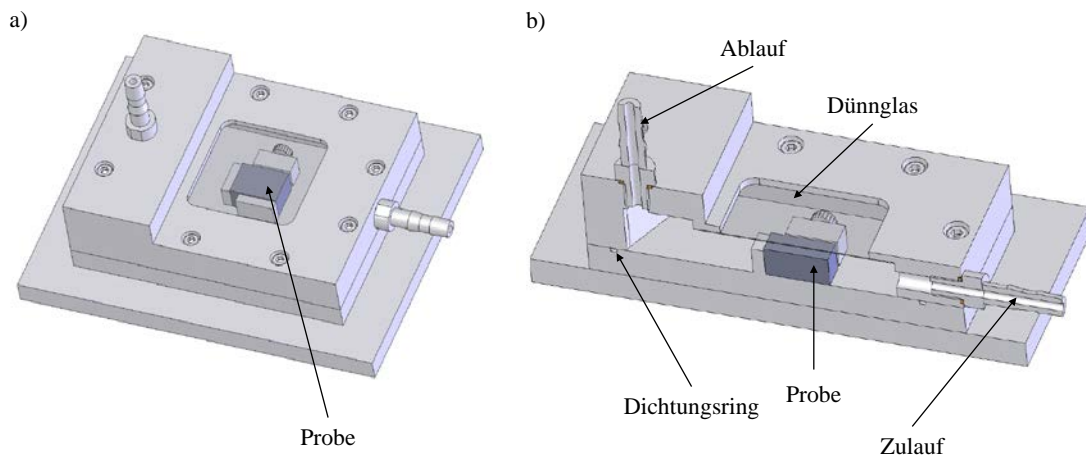 a)
Probe
b)
Ablauf
Dünnglas
Dichtungsring
Probe
Zulauf